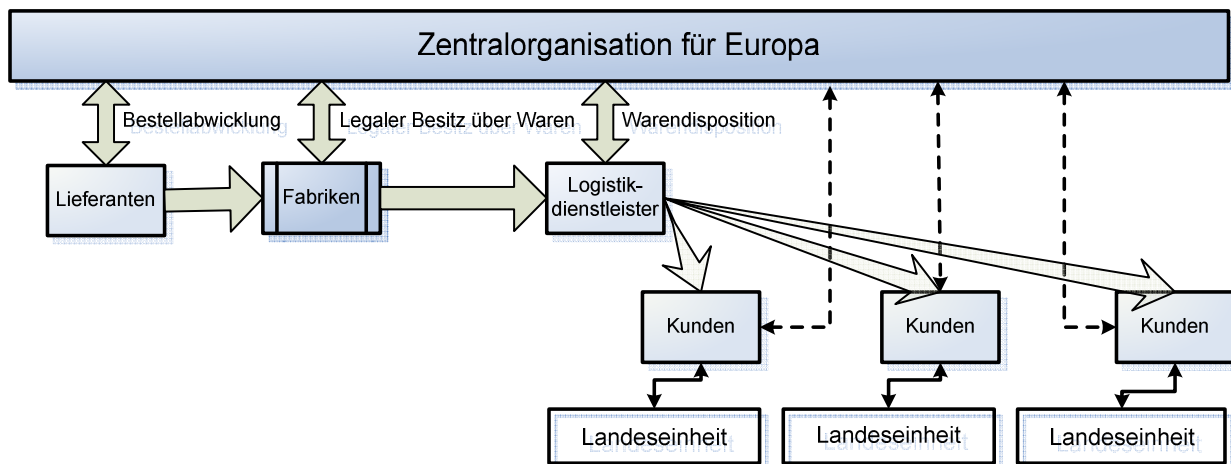 Zentralorganisation für Europa
Bestellabwicklung
Legaler Besitz über Waren
Warendisposition
Lieferanten
Fabriken
Logistik-
dienstleister
Kunden
Kunden
Kunden
Landeseinheit
Landeseinheit
Landeseinheit